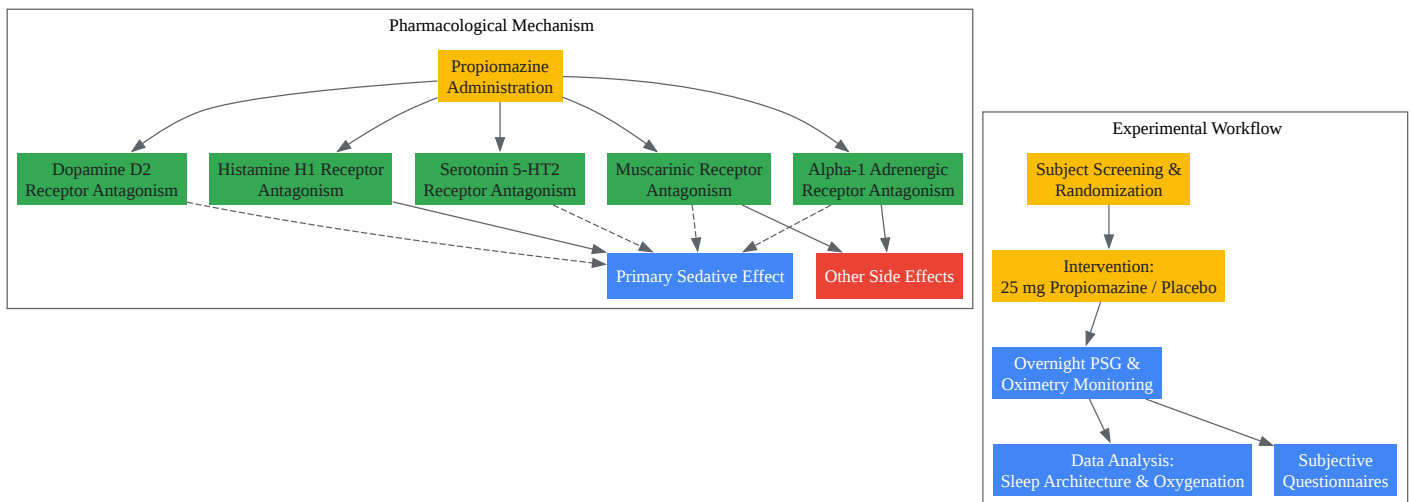 Pharmacological Mechanism
Propiomazine
Administration
Dopamine D2
Receptor Antagonism
Histamine H1 Receptor
Antagonism
Serotonin 5-HT2
Receptor Antagonism
Muscarinic Receptor
Antagonism
Alpha-1 Adrenergic
Receptor Antagonism
Primary Sedative Effect
Other Side Effects
Experimental Workflow
Subject Screening &
Randomization
Intervention:
25 mg Propiomazine / Placebo
Overnight PSG &
Oximetry Monitoring
Data Analysis:
Sleep Architecture & Oxygenation
Subjective
Questionnaires